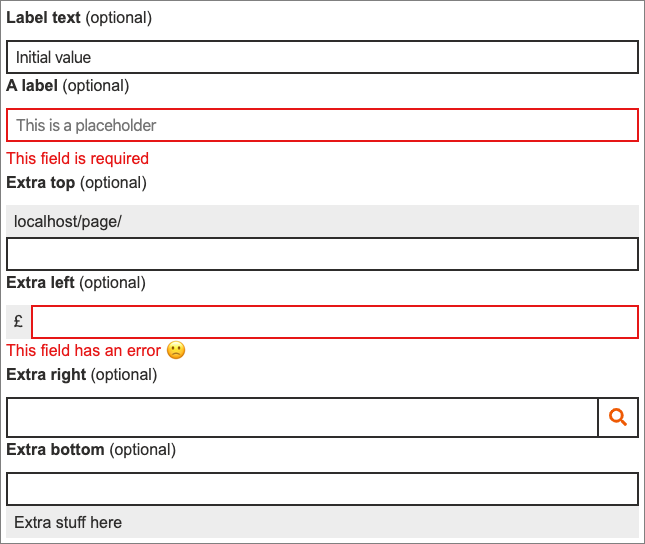 Label text (optional)
Initial value
A label (optional)
This is a placeholder
This field is required
Extra top (optional)
localhost/page/
Extra left (optional)
£
This field has an error 🙁
Extra right (optional)
Extra bottom (optional)
Extra stuff here